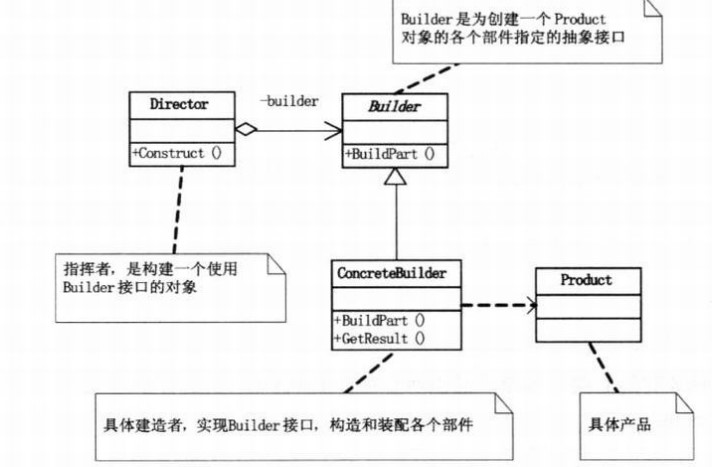 Builder是为创建一个Product
对象的各个部件指定的抽象接口
Director
-builder
Builder
+Construct()
+BuildPart()
指挥者，是构建一个使用
Builder接口的对象
ConcreteBuilder
Product
+BuildPart()
+GetResult()
具体建造者，实现Builder接口，构造和装配各个部件
具体产品